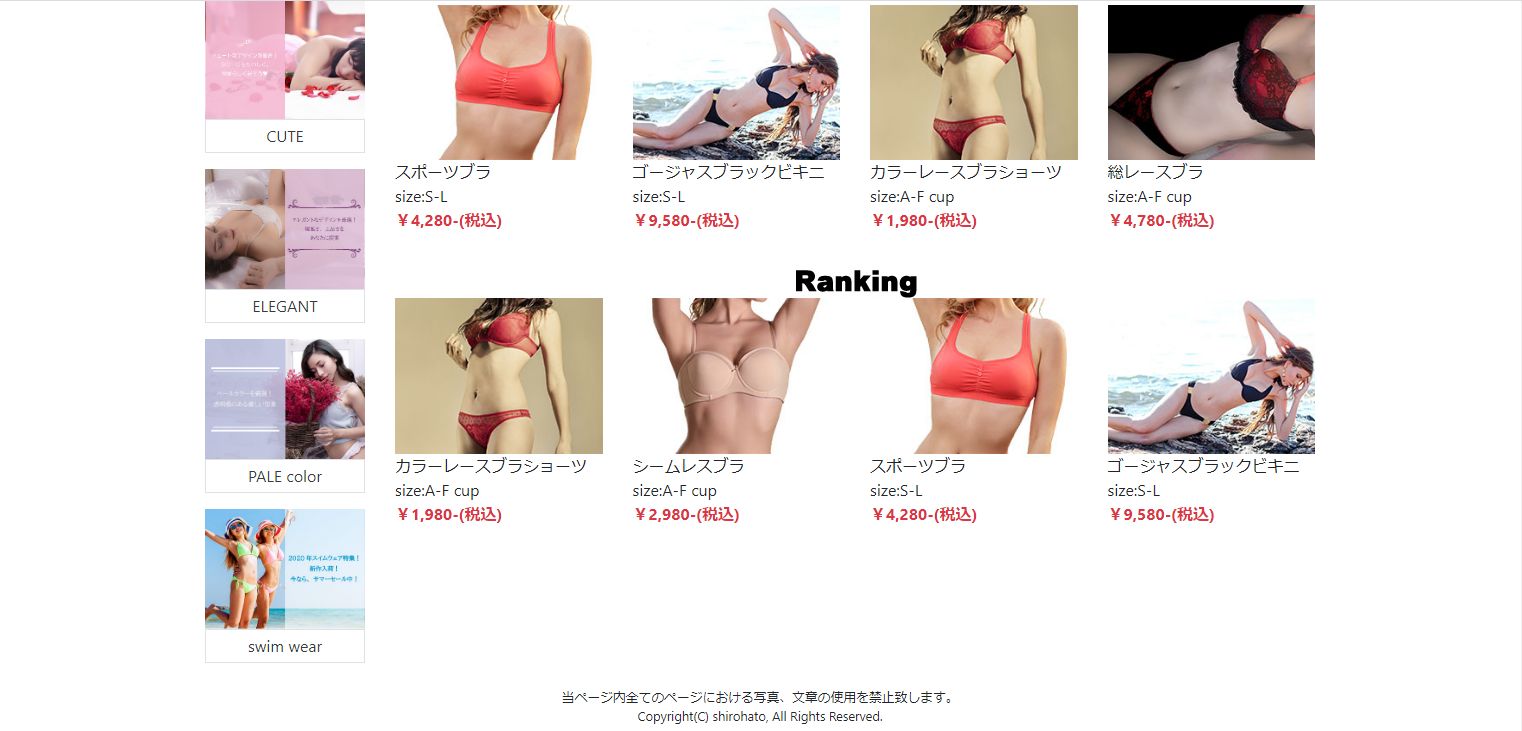 CUTE
ELEGANT
PALE color
2020年スイムウェア特集！
新作入荷！
今なら、サマーセール中！
swim wear
スポーツブラ
size:S-L
￥4,280-(税込)
ゴージャスブラックビキニ
size:S-L
￥9,580-(税込)
カラーレースブラショーツ
size:A-F cup
￥1,980-(税込)
総レースブラ
size:A-F cup
￥4,780-(税込)
Ranking
カラーレースブラショーツ
size:A-F cup
￥1,980-(税込)
シームレスブラ
size:A-F cup
￥2,980-(税込)
スポーツブラ
size:S-L
￥4,280-(税込)
ゴージャスブラックビキニ
size:S-L
￥9,580-(税込)
当ページ内全てのページにおける写真、文章の使用を禁止致します。
Copyright(C) shirohato, All Rights Reserved.